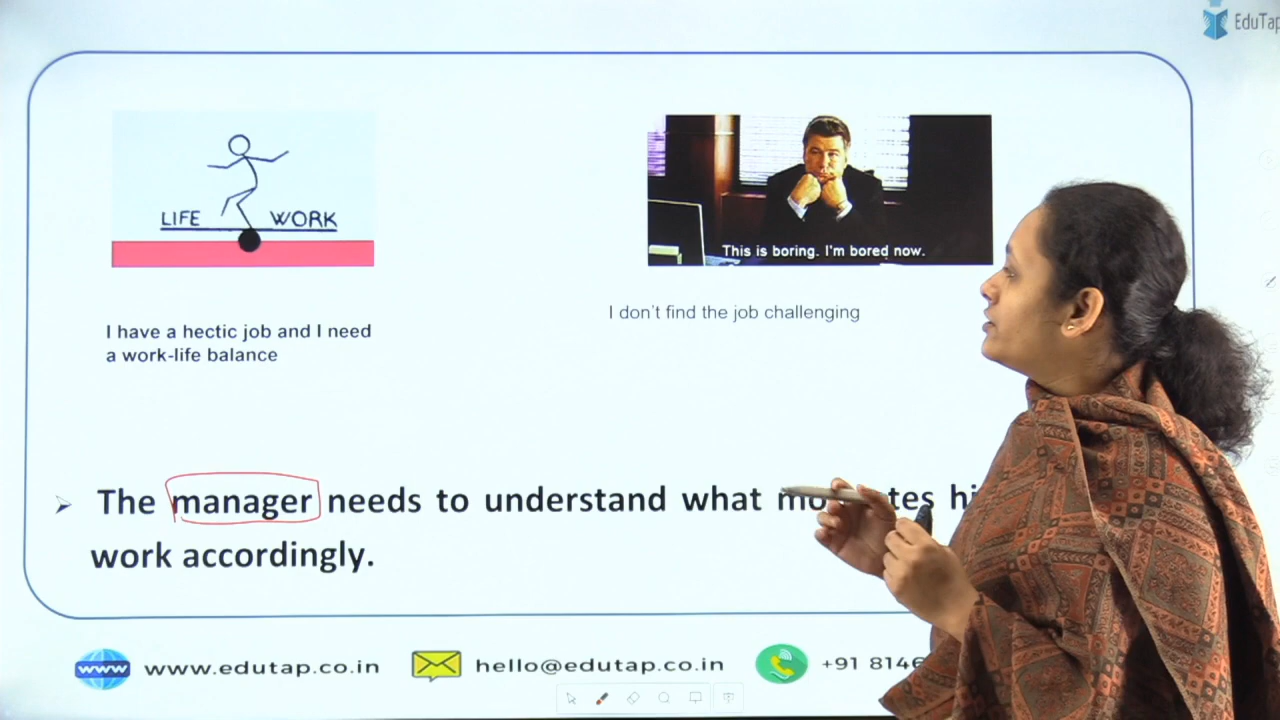 EduTap
LIFE WORK
This is boring. I'm bored now.
I have a hectic job and I need
a work-life balance
I don't find the job challenging
The manager needs to understand what
work accordingly.
www
www.edutap.co.in
hello@edutap.co.in
+91 8146